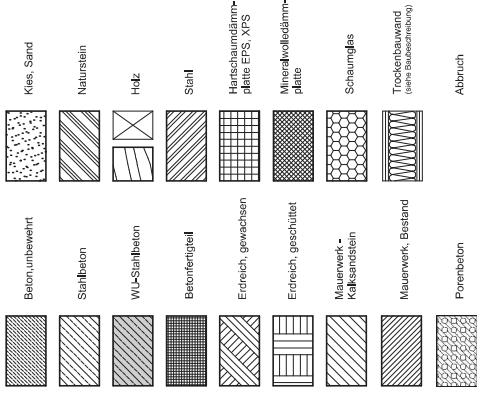 Beton,unbewehrt
Stahlbeton
WU-Stahlbeton
Betonfertigteil
Erdreich, gewachsen
Erdreich, geschüttet
Mauerwerk -
Kalksandstein
Mauerwerk, Bestand
Porenbeton
Kies, Sand
Naturstein
Holz
Stahl
Hartschaumdämm-
platte EPS, XPS
Mineralwolledämm-
platte
Schaumglas
Trockenbauwand
(siehe Baubeschreibung)
Abbruch